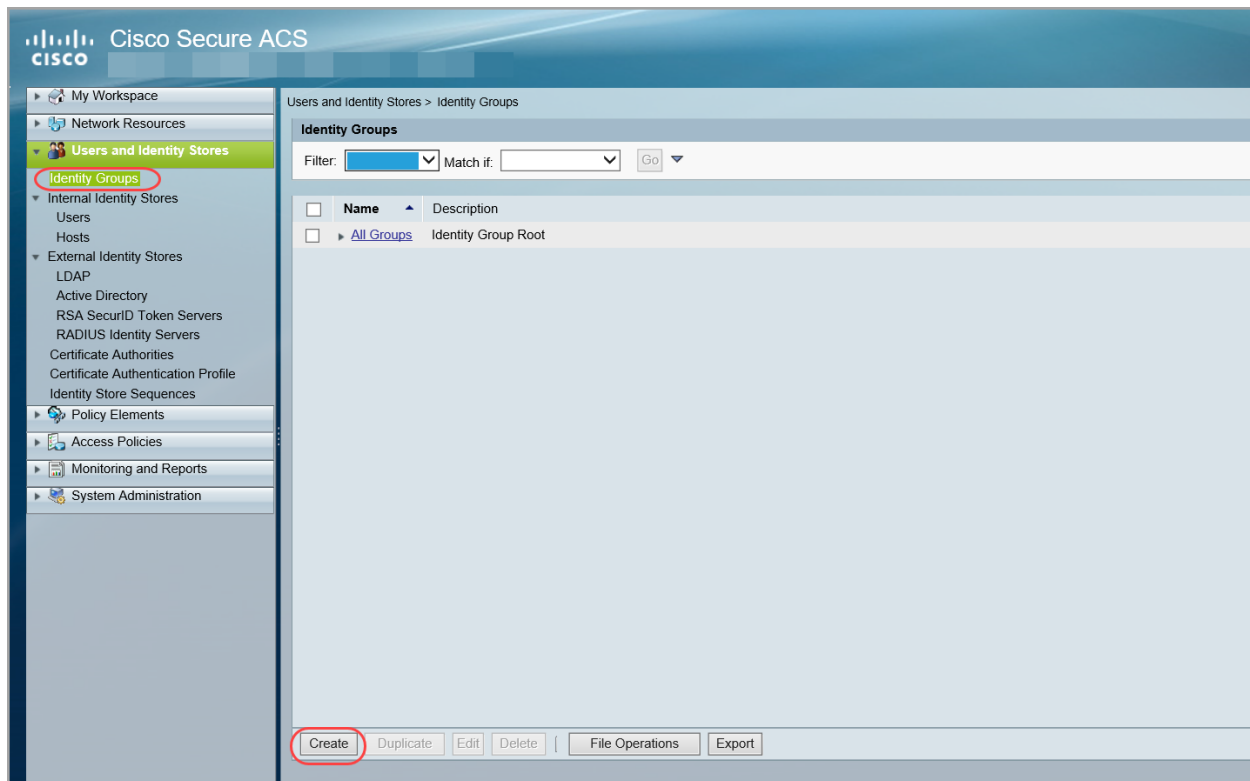 Cisco Secure ACS
CISCO
My Workspace
Network Resources
Users and Identity Stores
Identity Groups
Internal Identity Stores
Users
Hosts
External Identity Stores
LDAP
Active Directory
RSA SecurID Token Servers
RADIUS Identity Servers
Certificate Authorities
Certificate Authentication Profile
Identity Store Sequences
Policy Elements
Access Policies
Monitoring and Reports
System Administration
Users and Identity Stores > Identity Groups
Identity Groups
Filter: Match if: Go
Name Description
All Groups Identity Group Root
Create Duplicate Edit Delete | File Operations Export